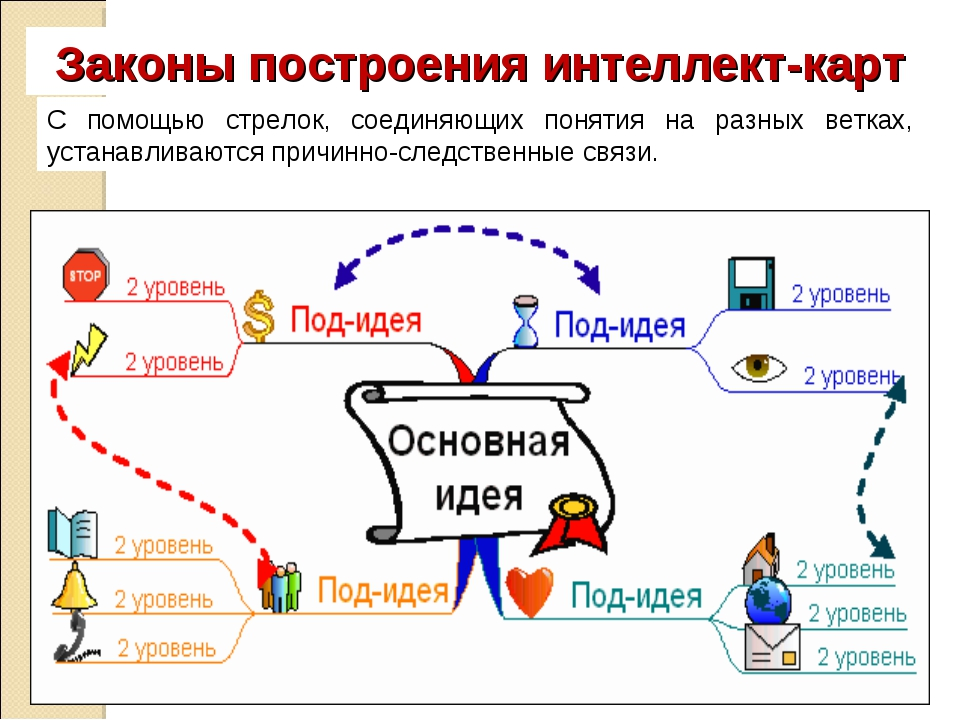 Законы построения интеллект-карт
С помощью стрелок, соединяющих понятия на разных ветках,
устанавливаются причинно-следственные связи.
STOP
2 уровень
2 уровень
Под-идея
Под-идея
2 уровень
2 уровень
Основная
идея
2 уровень
2 уровень
2 уровень
Под-идея
Под-идея
2 уровень
2 уровень
2 уровень